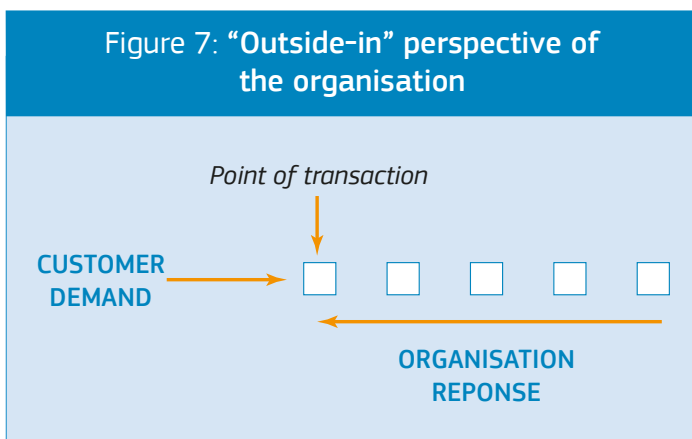 Figure 7: “Outside-in” perspective of
the organisation
Point of transaction
CUSTOMER
DEMAND
ORGANISATION
REPONSE